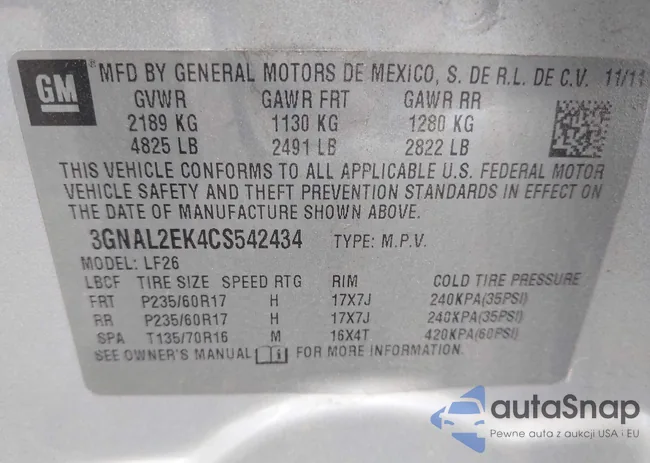 GM
MFD BY GENERAL MOTORS DE MEXICO, S. DE R.L. DE C.V. 11/11
GVWR GAWR FRT GAWR RR
2189 KG 1130 KG 1280 KG
4825 LB 2491 LB 2822 LB
THIS VEHICLE CONFORMS TO ALL APPLICABLE U.S. FEDERAL MOTOR
VEHICLE SAFETY AND THEFT PREVENTION STANDARDS IN EFFECT ON
THE DATE OF MANUFACTURE SHOWN ABOVE.
3GNAL2EK4CS542434 TYPE: M.P.V.
MODEL: LF26
LBCF TIRE SIZE SPEED RTG RIM COLD TIRE PRESSURE
FRT P235/60R17 H 17X7J 240KPA(35PSI)
RR P235/60R17 H 17X7J 240KPA(35PSI)
SPA T135/70R16 M 16X4T 420KPA(60PSI)
SEE OWNER'S MANUAL FOR MORE INFORMATION.
autoSnap
Pewne auta z aukcji USA i EU